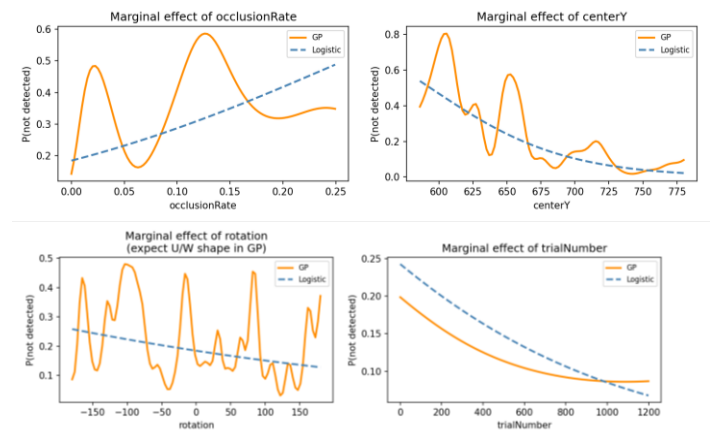 Marginal effect of occlusionRate
GP
Logistic
P(not detected)
0.6
0.5
0.4
0.3
0.2
0.00 0.05 0.10 0.15 0.20 0.25
occlusionRate
Marginal effect of centerY
GP
Logistic
P(not detected)
0.8
0.6
0.4
0.2
0.0
600 625 650 675 700 725 750 775
centerY
Marginal effect of rotation
(expect U/W shape in GP)
GP
Logistic
P(not detected)
0.5
0.4
0.3
0.2
0.1
−150 −100 −50 0 50 100 150
rotation
Marginal effect of trialNumber
GP
Logistic
P(not detected)
0.25
0.20
0.15
0.10
0 200 400 600 800 1000 1200
trialNumber